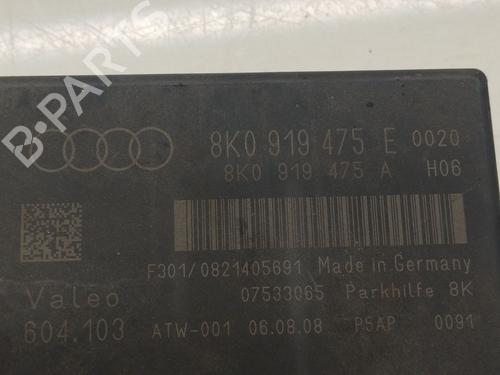 B-PARTS
8K0 919 475 E 0020
8K0 919 475 A H06
F301/0821405691 Made in Germany
Valeo 07533065 Parkhilfe 8K
604.103 ATW-001 06.08.08 PSAP 0091